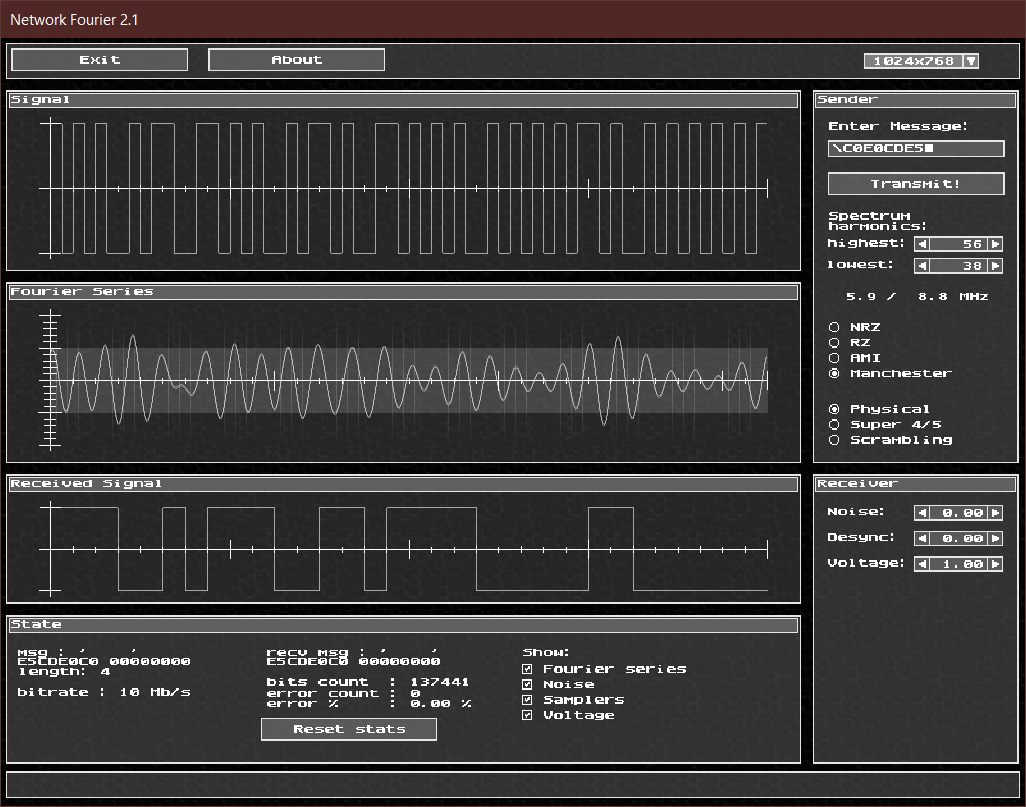 Network Fourier 2.1
Exit
About
1024x768
Signal
Fourier Series
Received Signal
State
msg : ' '
E5CDE0C0 00000000
length: 4
bitrate : 10 Mb/s
recv msg : ' '
E5CDE0C0 00000000
bits count : 137441
error count : 0
error % : 0.00 %
Reset stats
Show:
Fourier series
Noise
Samplers
Voltage
Sender
Enter Message:
\C0E0CDE5
Transmit!
Spectrum
harmonics:
highest: 56
lowest: 38
5.9 / 8.8 MHz
NRZ
RZ
AMI
Manchester
Physical
Super 4/5
Scrambling
Receiver
Noise: 0.00
Desync: 0.00
Voltage: 1.00